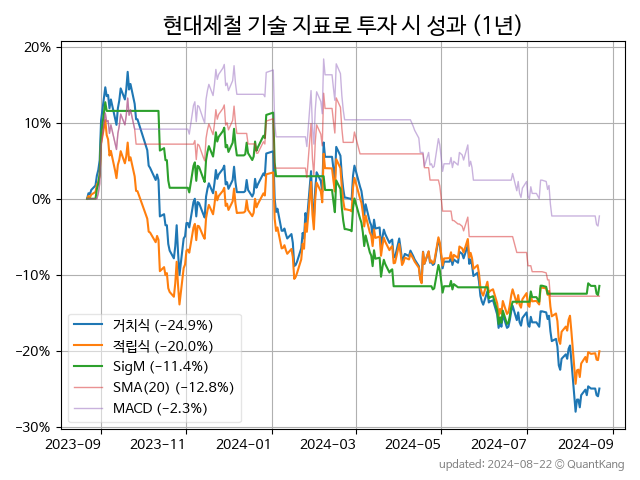 현대제철 기술 지표로 투자 시 성과 (1년)
20%
10%
0%
−10%
−20%
−30%
거치식 (−24.9%)
적립식 (−20.0%)
SigM (−11.4%)
SMA(20) (−12.8%)
MACD (−2.3%)
2023-09
2023-11
2024-01
2024-03
2024-05
2024-07
2024-09
updated: 2024-08-22 © QuantKang